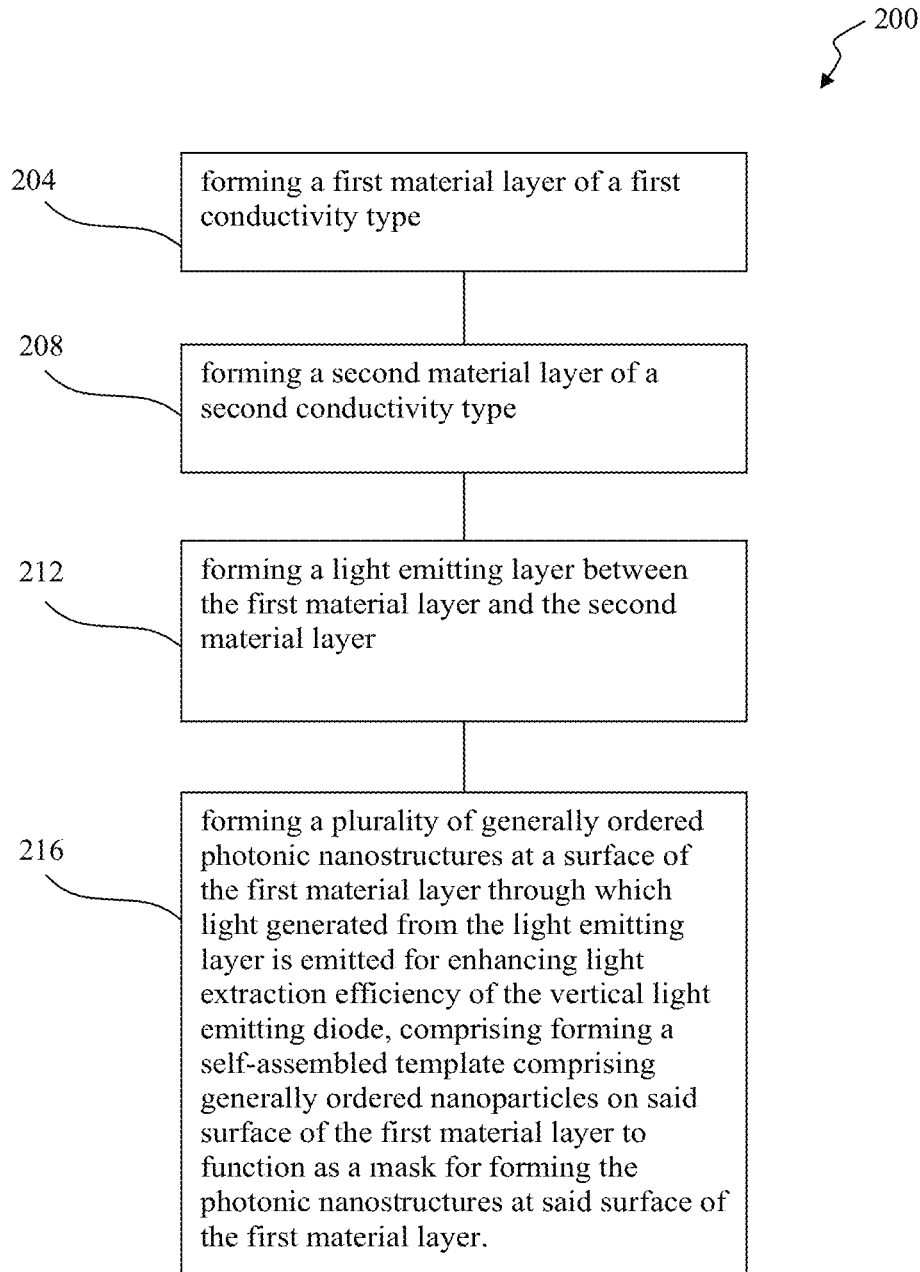 200
204
forming a first material layer of a first
conductivity type
208
forming a second material layer of a
second conductivity type
212
forming a light emitting layer between
the first material layer and the second
material layer
216
forming a plurality of generally ordered
photonic nanostructures at a surface of
the first material layer through which
light generated from the light emitting
layer is emitted for enhancing light
extraction efficiency of the vertical light
emitting diode, comprising forming a
self-assembled template comprising
generally ordered nanoparticles on said
surface of the first material layer to
function as a mask for forming the
photonic nanostructures at said surface of
the first material layer.